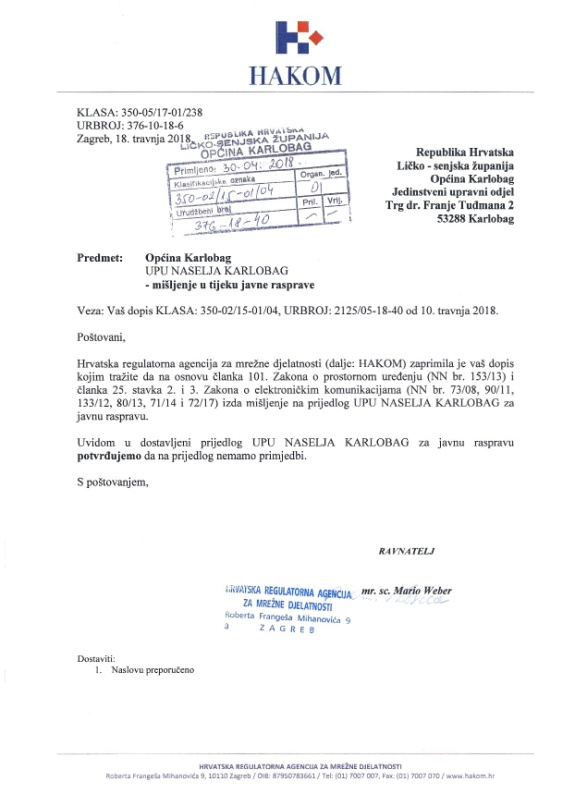 HAKOM
KLASA: 350-05/17-01/238
URBROJ: 376-10-18-6
Zagreb, 18. travnja 2018.
REPUBLIKA HRVATSKA
LIČKO-SENJSKA ŽUPANIJA
OPĆINA KARLOBAG
Primljeno: 30-04-2018.
Klasifikacijska oznaka Organ. jed.
350-02/15-01/04 01
Urudžbeni broj Pril. Vrij.
376-18-40 - -
Republika Hrvatska
Ličko - senjska županija
Općina Karlobag
Jedinstveni upravni odjel
Trg dr. Franje Tuđmana 2
53288 Karlobag
Predmet: Općina Karlobag
UPU NASELJA KARLOBAG
- mišljenje u tijeku javne rasprave
Veza: Vaš dopis KLASA: 350-02/15-01/04, URBROJ: 2125/05-18-40 od 10. travnja 2018.
Poštovani,
Hrvatska regulatorna agencija za mrežne djelatnosti (dalje: HAKOM) zaprimila je vaš dopis
kojim tražite da na osnovu članka 101. Zakona o prostornom uređenju (NN br. 153/13) i
članka 25. stavka 2. i 3. Zakona o elektroničkim komunikacijama (NN br. 73/08, 90/11,
133/12, 80/13, 71/14 i 72/17) izda mišljenje na prijedlog UPU NASELJA KARLOBAG za
javnu raspravu.
Uvidom u dostavljeni prijedlog UPU NASELJA KARLOBAG za javnu raspravu
potvrđujemo da na prijedlog nemamo primjedbi.
S poštovanjem,
RAVNATELJ
mr. sc. Mario Weber
HRVATSKA REGULATORNA AGENCIJA
ZA MREŽNE DJELATNOSTI
Roberta Frangeša Mihanovića 9
ZAGREB
Dostaviti:
1. Naslovu preporučeno
HRVATSKA REGULATORNA AGENCIJA ZA MREŽNE DJELATNOSTI
Roberta Frangeša Mihanovića 9, 10110 Zagreb / OIB: 87950783661 / Tel: (01) 7007 007, Fax: (01) 7007 070 / www.hakom.hr